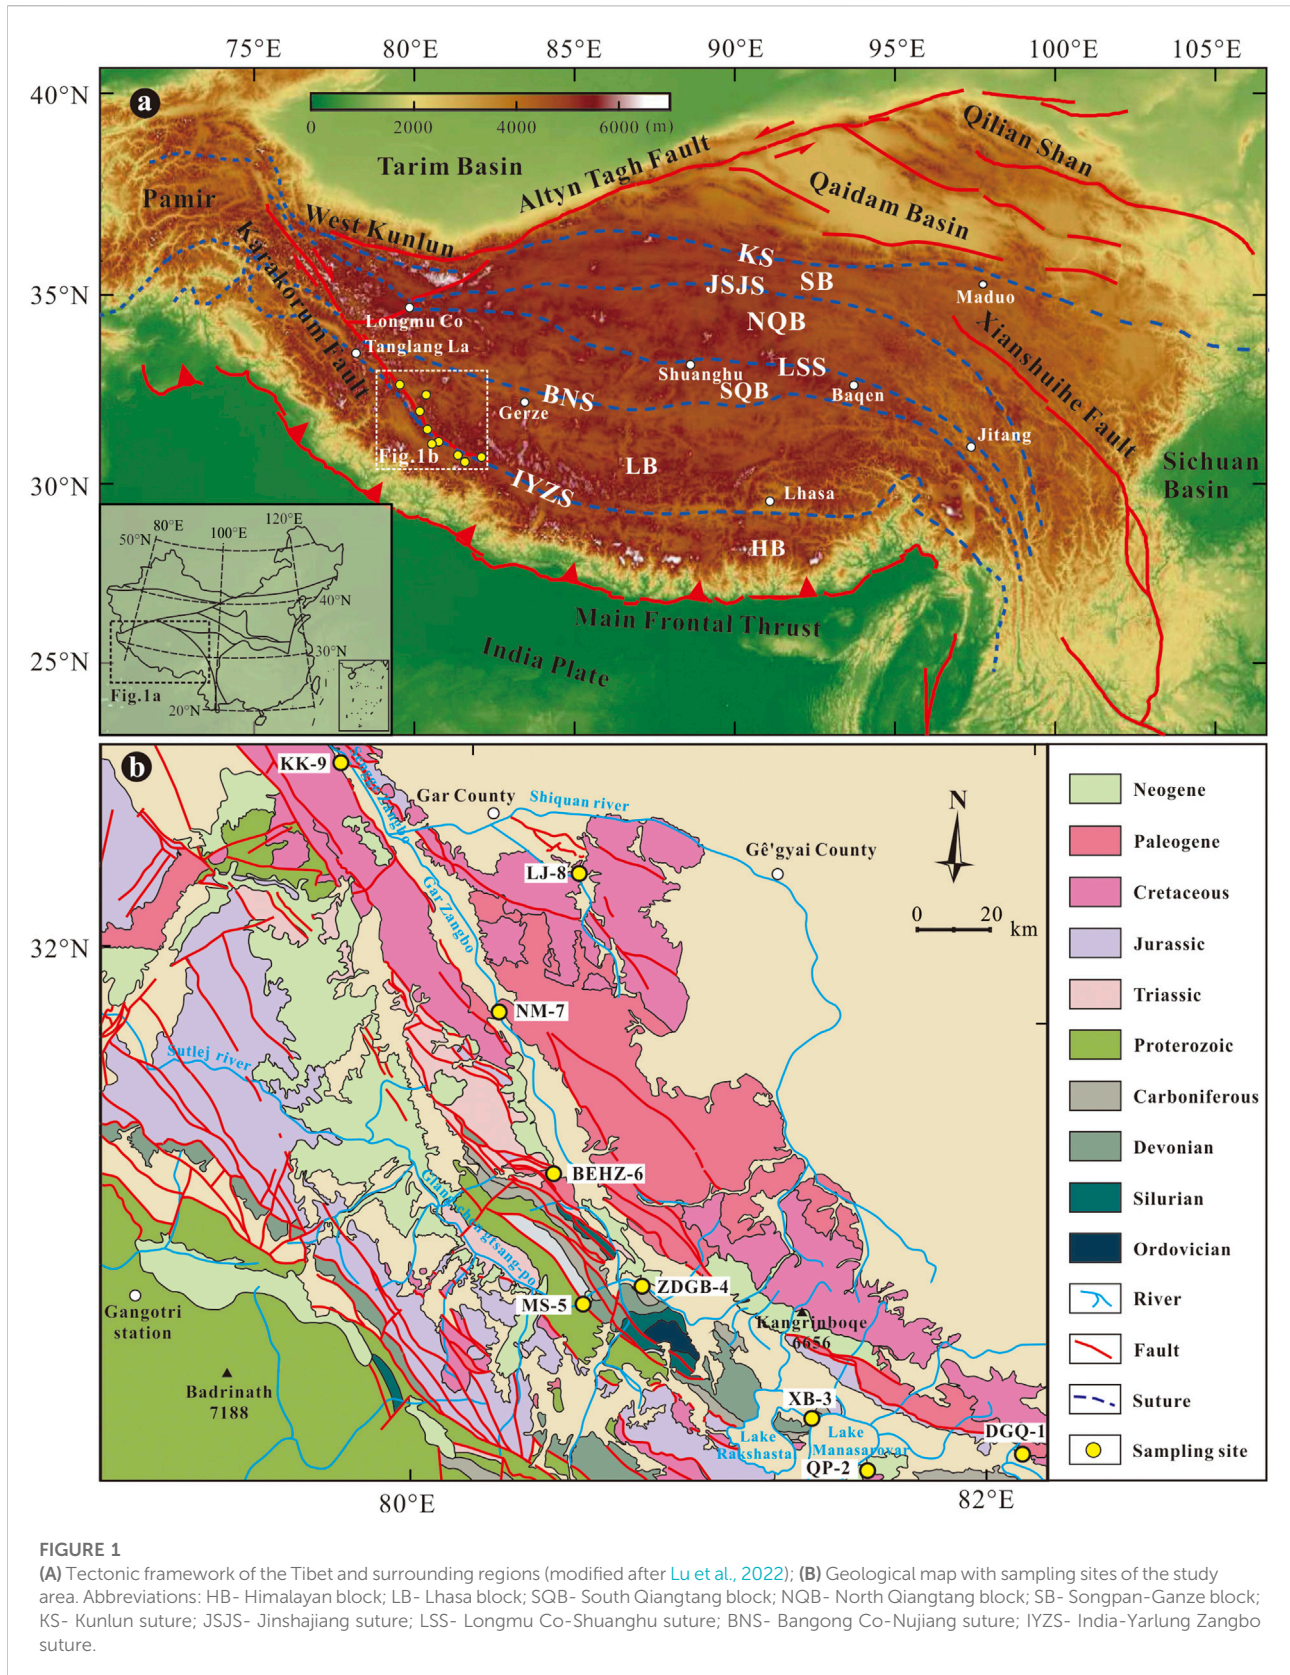 75°E 80°E 85°E 90°E 95°E 100°E 105°E
40°N
35°N
30°N
25°N
a
0 2000 4000 6000 (m)
Tarim Basin
Pamir
West Kunlun
Altyn Tagh Fault
Qilian Shan
Qaidam Basin
Karakorum Fault
KS
JSJS
SB
NQB
Maduo
Longmu Co
Tanglang La
Shuanghu
LSS
SQB
Baqen
Xianshuihe Fault
BNS
Gerze
Jitang
Fig.1b
LB
IYZS
Lhasa
Sichuan
Basin
HB
Main Frontal Thrust
India Plate
80°E
100°E
120°E
50°N
40°N
30°N
20°N
Fig.1a
b
KK-9
Gar County
Shiquan river
Gê'gyai County
N
LJ-8
Gar Zangbo
0 20
km
32°N
NM-7
Sutlej river
BEHZ-6
ZDGB-4
MS-5
Gangotri
station
Kangrinboqe
6656
Badrinath
7188
XB-3
Lake
Rakshasta
Lake
Manasarovar
DGQ-1
QP-2
80°E 82°E
Neogene
Paleogene
Cretaceous
Jurassic
Triassic
Proterozoic
Carboniferous
Devonian
Silurian
Ordovician
River
Fault
Suture
Sampling site
FIGURE 1
(A) Tectonic framework of the Tibet and surrounding regions (modified after Lu et al., 2022); (B) Geological map with sampling sites of the study
area. Abbreviations: HB- Himalayan block; LB- Lhasa block; SQB- South Qiangtang block; NQB- North Qiangtang block; SB- Songpan-Ganze block;
KS- Kunlun suture; JSJS- Jinshajiang suture; LSS- Longmu Co-Shuanghu suture; BNS- Bangong Co-Nujiang suture; IYZS- India-Yarlung Zangbo
suture.